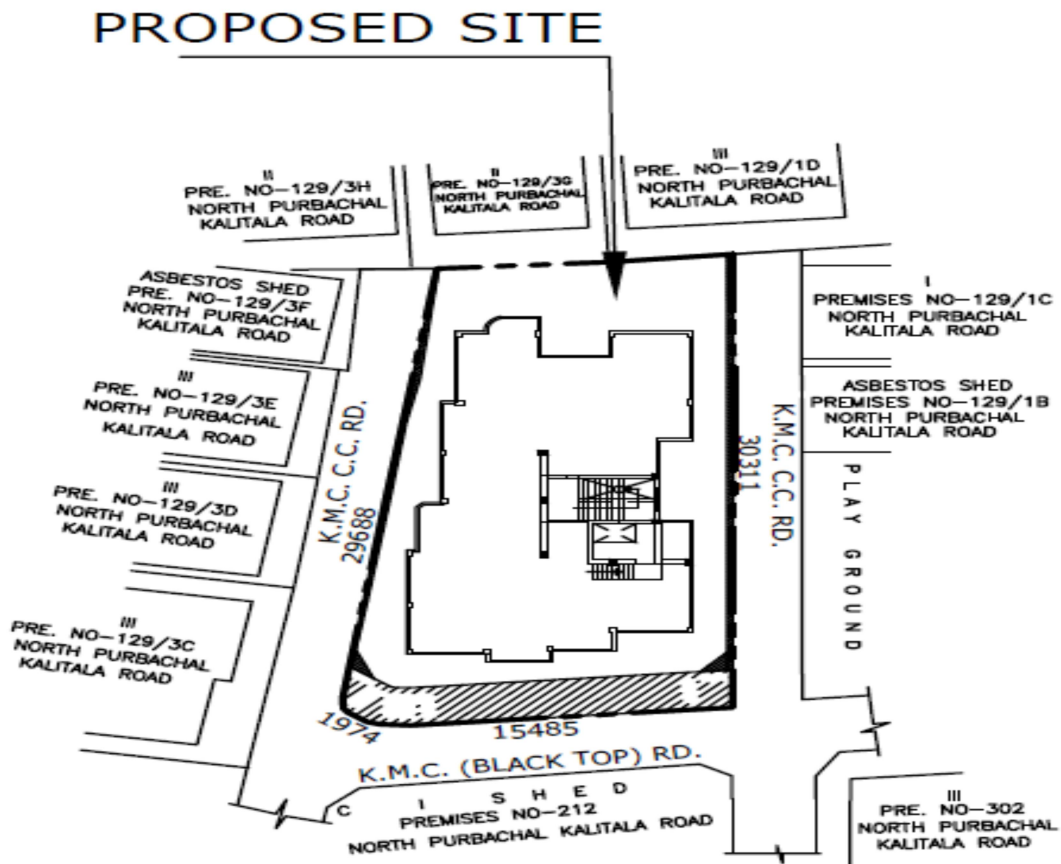 PROPOSED SITE
II
PRE. NO-129/3H
NORTH PURBACHAL
KALITALA ROAD
II
PRE. NO-129/3G
NORTH PURBACHAL
KALITALA ROAD
III
PRE. NO-129/1D
NORTH PURBACHAL
KALITALA ROAD
ASBESTOS SHED
PRE. NO-129/3F
NORTH PURBACHAL
KALITALA ROAD
I
PREMISES NO-129/1C
NORTH PURBACHAL
KALITALA ROAD
III
PRE. NO-129/3E
NORTH PURBACHAL
KALITALA ROAD
ASBESTOS SHED
PREMISES NO-129/1B
NORTH PURBACHAL
KALITALA ROAD
K.M.C. C.C. RD.
29688
30311
K.M.C. C.C. RD.
PLAY GROUND
III
PRE. NO-129/3D
NORTH PURBACHAL
KALITALA ROAD
III
PRE. NO-129/3C
NORTH PURBACHAL
KALITALA ROAD
1974
15485
K.M.C. (BLACK TOP) RD.
C I SHED
PREMISES NO-212
NORTH PURBACHAL KALITALA ROAD
III
PRE. NO-302
NORTH PURBACHAL
KALITALA ROAD